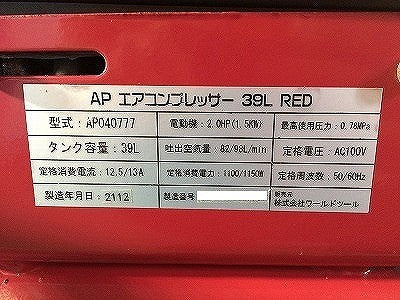 AP エアコンプレッサー 39L RED
型式：AP040777 電動機：2.0HP(1.5KW) 最高使用圧力：0.78MPa
タンク容量：39L 吐出空気量：82/98L/min 定格電圧：AC100V
定格消費電流：12.5/13A 定格消費電力：1100/1150W 定格周波数：50/60Hz
製造年月日：2112 製造番号 販売元
株式会社ワールドツール